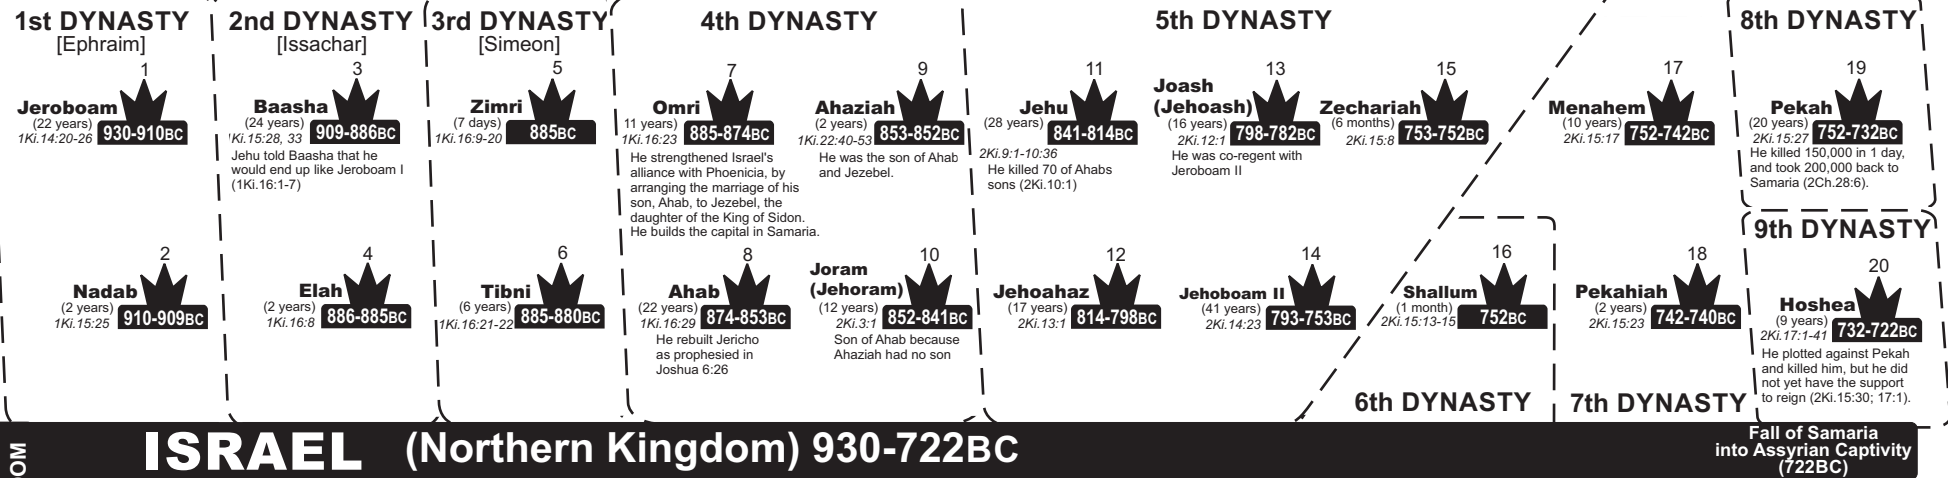 1st DYNASTY
[Ephraim]
1
Jeroboam
(22 years)
1Ki.14:20-26
930-910BC
2
Nadab
(2 years)
1Ki.15:25
910-909BC
2nd DYNASTY
[Issachar]
3
Baasha
(24 years)
1Ki.15:28, 33
909-886BC
Jehu told Baasha that he
would end up like Jeroboam I
(1Ki.16:1-7)
4
Elah
(2 years)
1Ki.16:8
886-885BC
3rd DYNASTY
[Simeon]
5
Zimri
(7 days)
1Ki.16:9-20
885BC
6
Tibni
(6 years)
1Ki.16:21-22
885-880BC
4th DYNASTY
7
Omri
11 years)
1Ki.16:23
885-874BC
He strengthened Israel's
alliance with Phoenicia, by
arranging the marriage of his
son, Ahab, to Jezebel, the
daughter of the King of Sidon.
He builds the capital in Samaria.
8
Ahab
(22 years)
1Ki.16:29
874-853BC
He rebuilt Jericho
as prophesied in
Joshua 6:26
9
Ahaziah
(2 years)
1Ki.22:40-53
853-852BC
He was the son of Ahab
and Jezebel.
10
Joram
(Jehoram)
(12 years)
2Ki.3:1
852-841BC
Son of Ahab because
Ahaziah had no son
5th DYNASTY
11
Jehu
(28 years)
841-814BC
2Ki.9:1-10:36
He killed 70 of Ahabs
sons (2Ki.10:1)
12
Jehoahaz
(17 years)
2Ki.13:1
814-798BC
13
Joash
(Jehoash)
(16 years)
2Ki.12:1
798-782BC
He was co-regent with
Jeroboam II
14
Jehoboam II
(41 years)
2Ki.14:23
793-753BC
15
Zechariah
(6 months)
2Ki.15:8
753-752BC
16
Shallum
(1 month)
2Ki.15:13-15
752BC
6th DYNASTY
17
Menahem
(10 years)
2Ki.15:17
752-742BC
18
Pekahiah
(2 years)
2Ki.15:23
742-740BC
7th DYNASTY
8th DYNASTY
19
Pekah
(20 years)
2Ki.15:27
752-732BC
He killed 150,000 in 1 day,
and took 200,000 back to
Samaria (2Ch.28:6).
9th DYNASTY
20
Hoshea
(9 years)
2Ki.17:1-41
732-722BC
He plotted against Pekah
and killed him, but he did
not yet have the support
to reign (2Ki.15:30; 17:1).
OM
ISRAEL (Northern Kingdom) 930-722BC
Fall of Samaria
into Assyrian Captivity
(722BC)